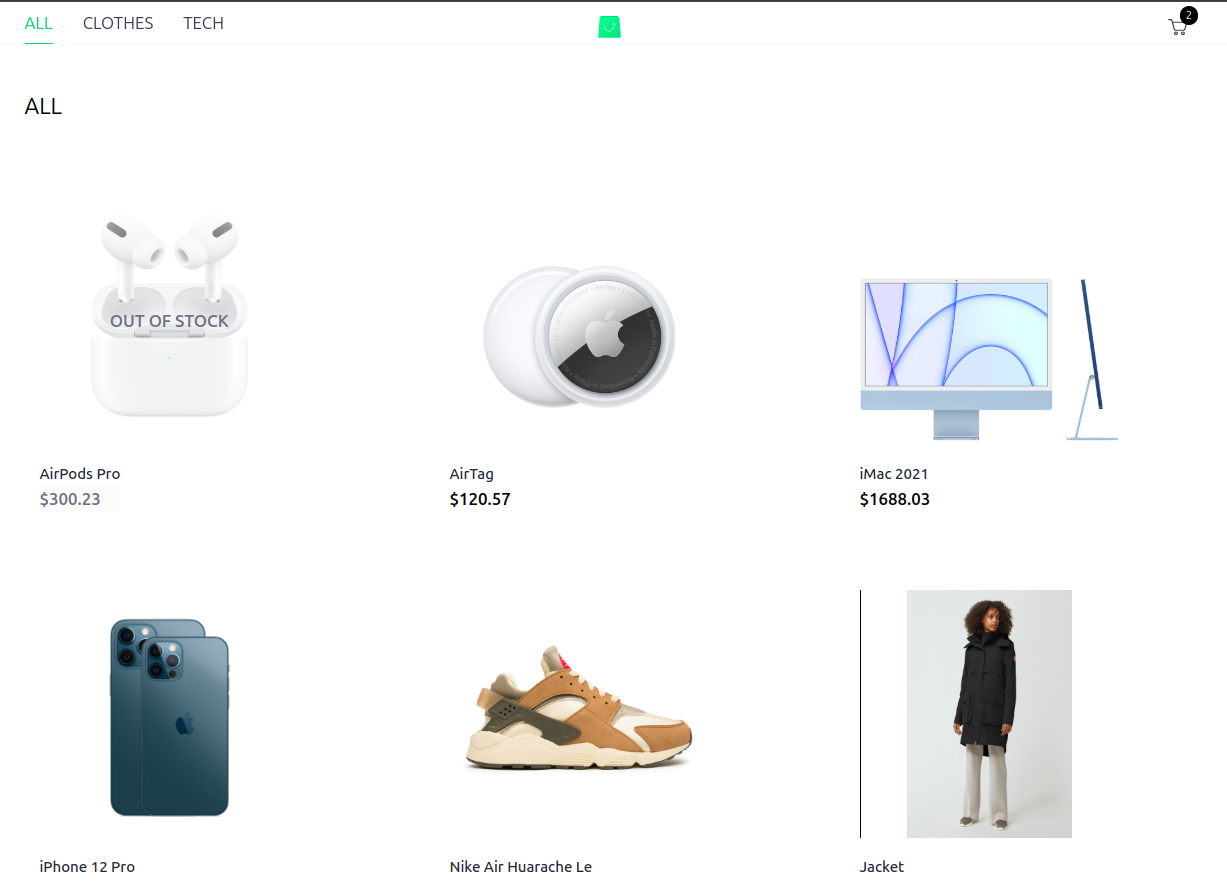 ALL CLOTHES TECH 2
ALL
OUT OF STOCK
AirPods Pro AirTag iMac 2021
$300.23 $120.57 $1688.03
iPhone 12 Pro Nike Air Huarache Le Jacket